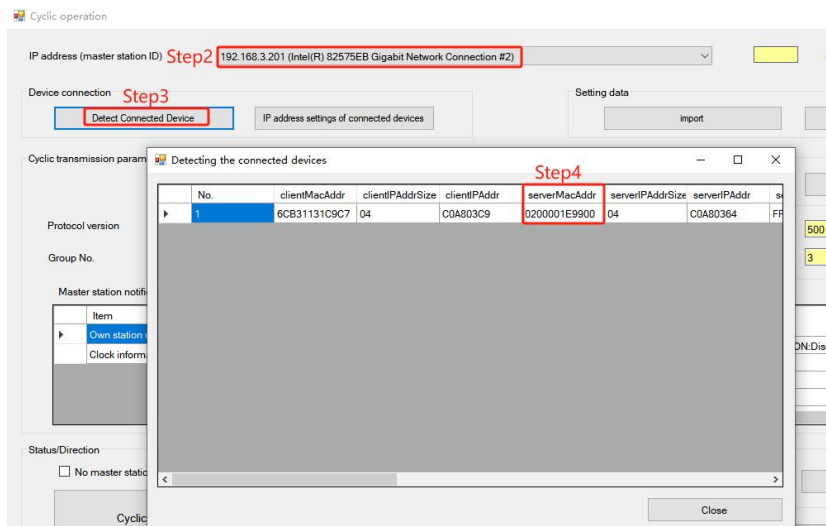 Cyclic operation
IP address (master station ID) Step2 192.168.3.201 (Intel(R) 82575EB Gigabit Network Connection #2)
Device connection Step3 Setting data
Detect Connected Device IP address settings of connected devices import
Cyclic transmission param Detecting the connected devices
Step4
No. clientMacAddr clientIPAddrSize clientIPAddr serverMacAddr serverIPAddrSize serverIPAddr se
1 6CB31131C9C7 04 C0A803C9 0200001E9900 04 C0A80364 FF
Protocol version 500
Group No. 3
Master station notifi
Item
Own station
Clock inform ON:Dis
Status/Direction
No master static
Cyclic Close